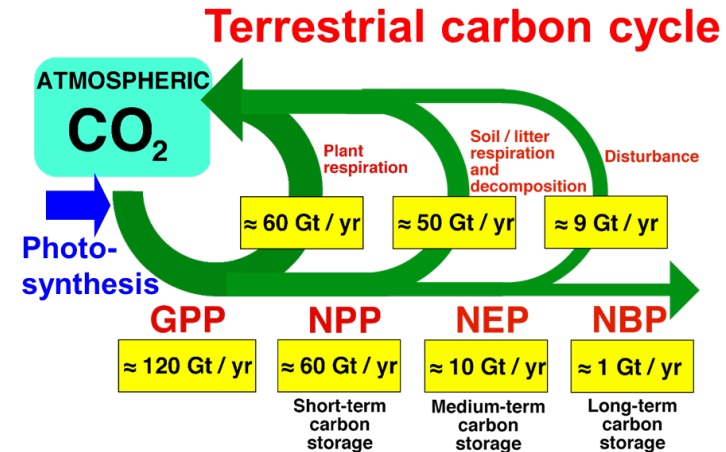 Terrestrial carbon cycle
ATMOSPHERIC
CO₂
Plant
respiration
Soil / litter
respiration
and
decomposition
Disturbance
≈ 60 Gt / yr
≈ 50 Gt / yr
≈ 9 Gt / yr
Photo-
synthesis
GPP
NPP
NEP
NBP
≈ 120 Gt / yr
≈ 60 Gt / yr
≈ 10 Gt / yr
≈ 1 Gt / yr
Short-term
carbon
storage
Medium-term
carbon
storage
Long-term
carbon
storage